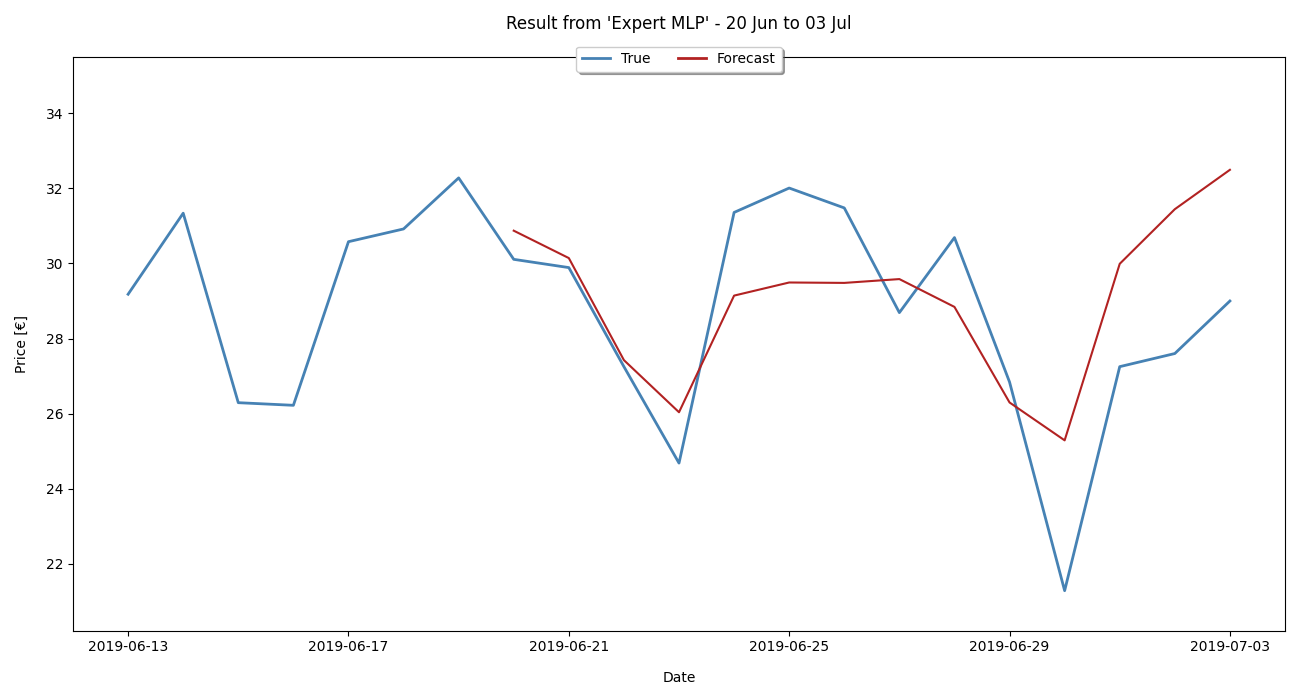 Result from 'Expert MLP' - 20 Jun to 03 Jul
True Forecast
34
32
30
28
26
24
22
Price [€]
2019-06-13 2019-06-17 2019-06-21 2019-06-25 2019-06-29 2019-07-03
Date